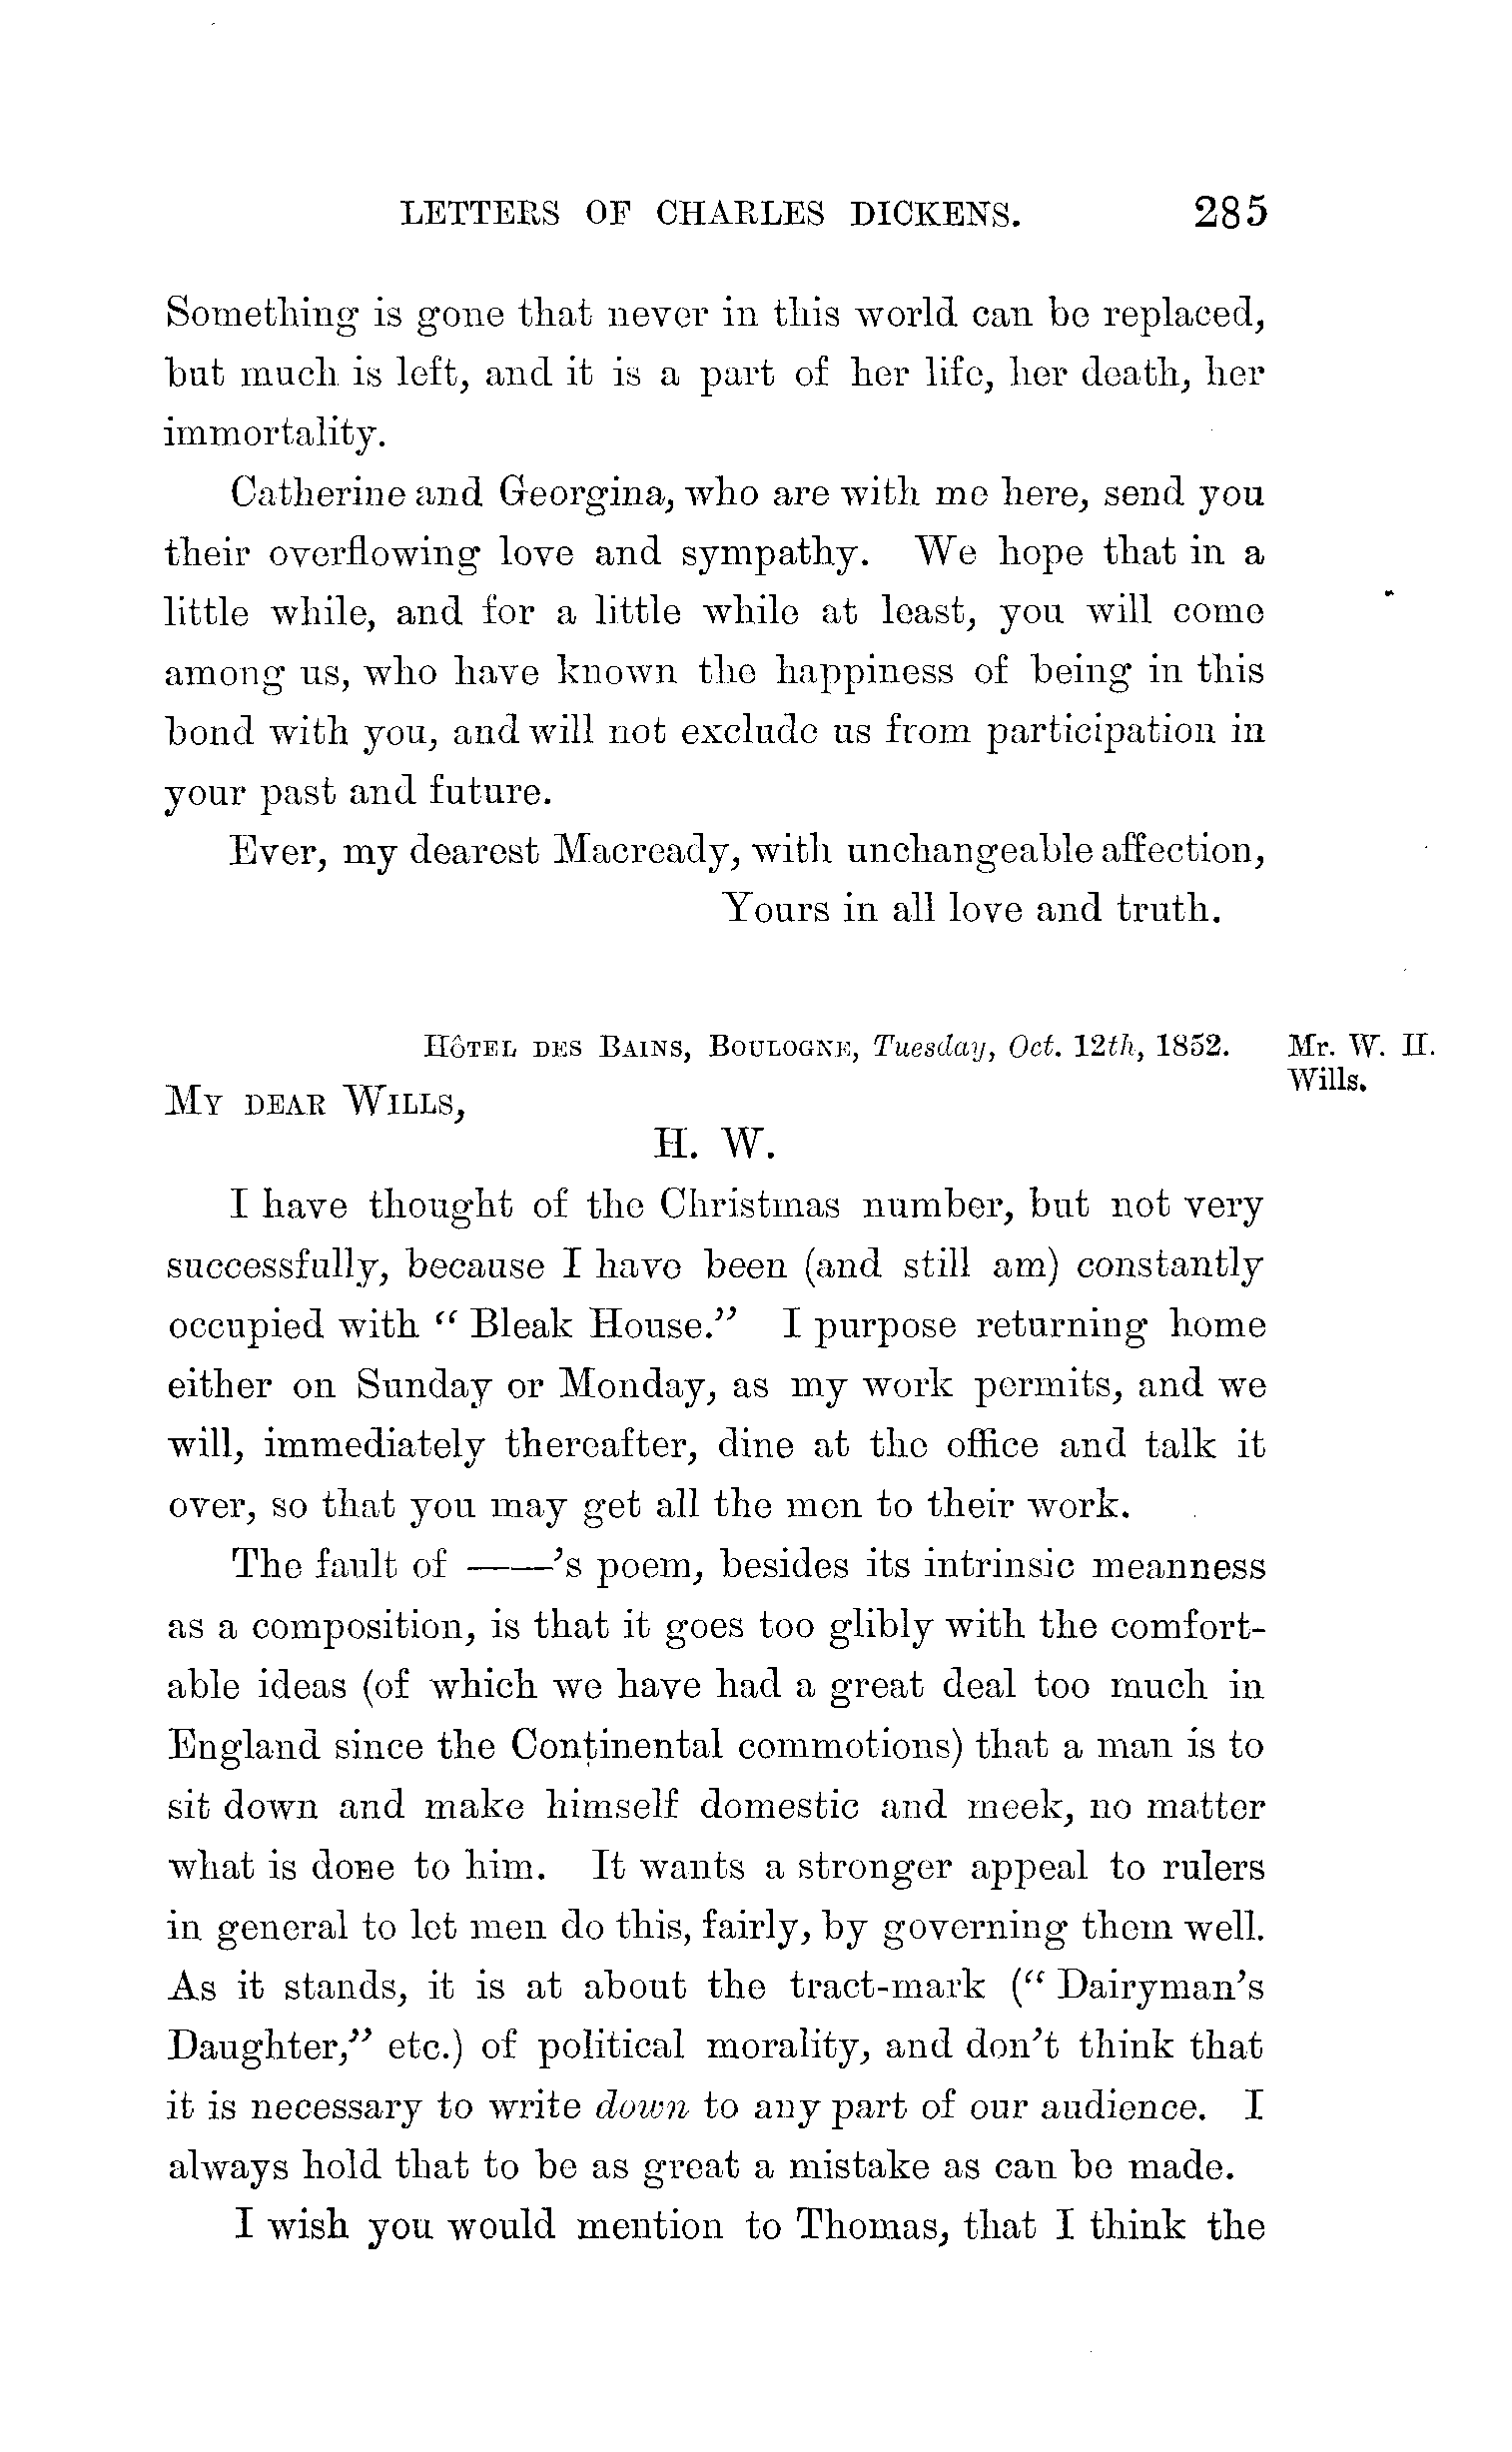 LETTERS OF CHARLES DICKENS. 285
Something is gone that never in this world can be replaced,
but much is left, and it is a part of her life, her death, her
immortality.
Catherine and Georgina, who are with me here, send you
their overflowing love and sympathy. We hope that in a
little while, and for a little while at least, you will come
among us, who have known the happiness of being in this
bond with you, and will not exclude us from participation in
your past and future.
Ever, my dearest Macready, with unchangeable affection,
Yours in all love and truth.
HÔTEL DES BAINS, BOULOGNE, Tuesday, Oct. 12th, 1852.
Mr. W. H.
Wills.
MY DEAR WILLS,
H. W.
I have thought of the Christmas number, but not very
successfully, because I have been (and still am) constantly
occupied with “Bleak House.” I purpose returning home
either on Sunday or Monday, as my work permits, and we
will, immediately thereafter, dine at the office and talk it
over, so that you may get all the men to their work.
The fault of ——’s poem, besides its intrinsic meanness
as a composition, is that it goes too glibly with the comfort-
able ideas (of which we have had a great deal too much in
England since the Continental commotions) that a man is to
sit down and make himself domestic and meek, no matter
what is done to him. It wants a stronger appeal to rulers
in general to let men do this, fairly, by governing them well.
As it stands, it is at about the tract-mark (“Dairyman’s
Daughter,” etc.) of political morality, and don’t think that
it is necessary to write down to any part of our audience. I
always hold that to be as great a mistake as can be made.
I wish you would mention to Thomas, that I think the